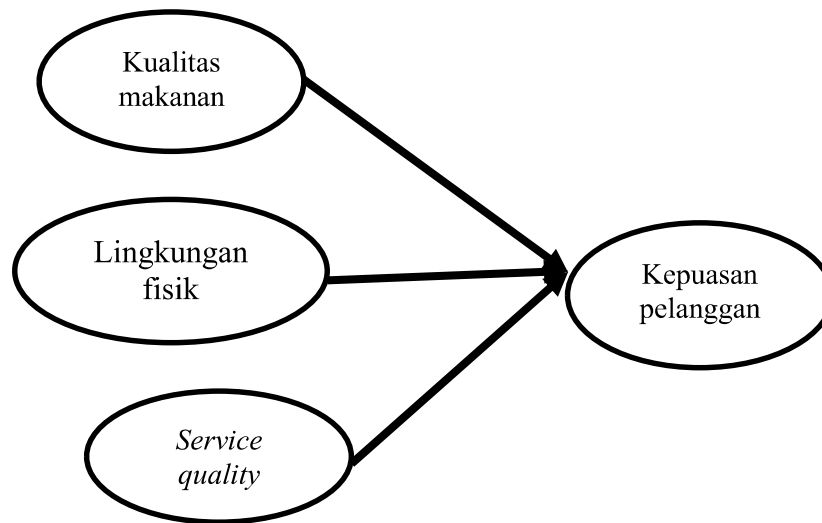 Kualitas
makanan
Lingkungan
fisik
Kepuasan
pelanggan
Service
quality